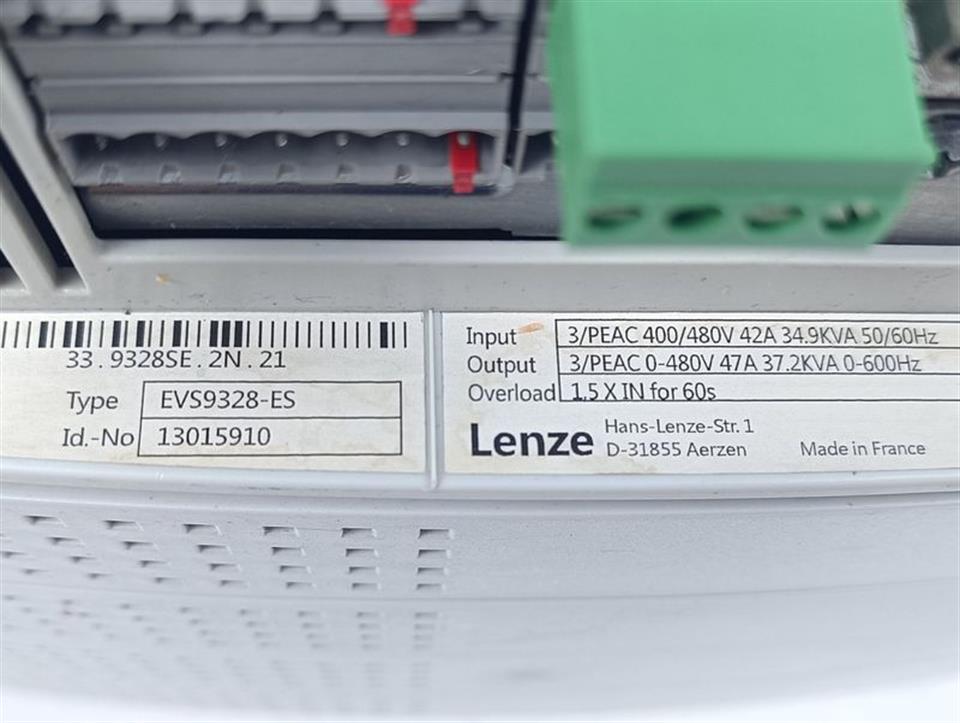 33.9328SE.2N.21
Type EVS9328-ES
Id.-No 13015910
Input 3/PEAC 400/480V 42A 34.9KVA 50/60Hz
Output 3/PEAC 0-480V 47A 37.2KVA 0-600Hz
Overload 1.5 X IN for 60s
Lenze Hans-Lenze-Str. 1
D-31855 Aerzen Made in France